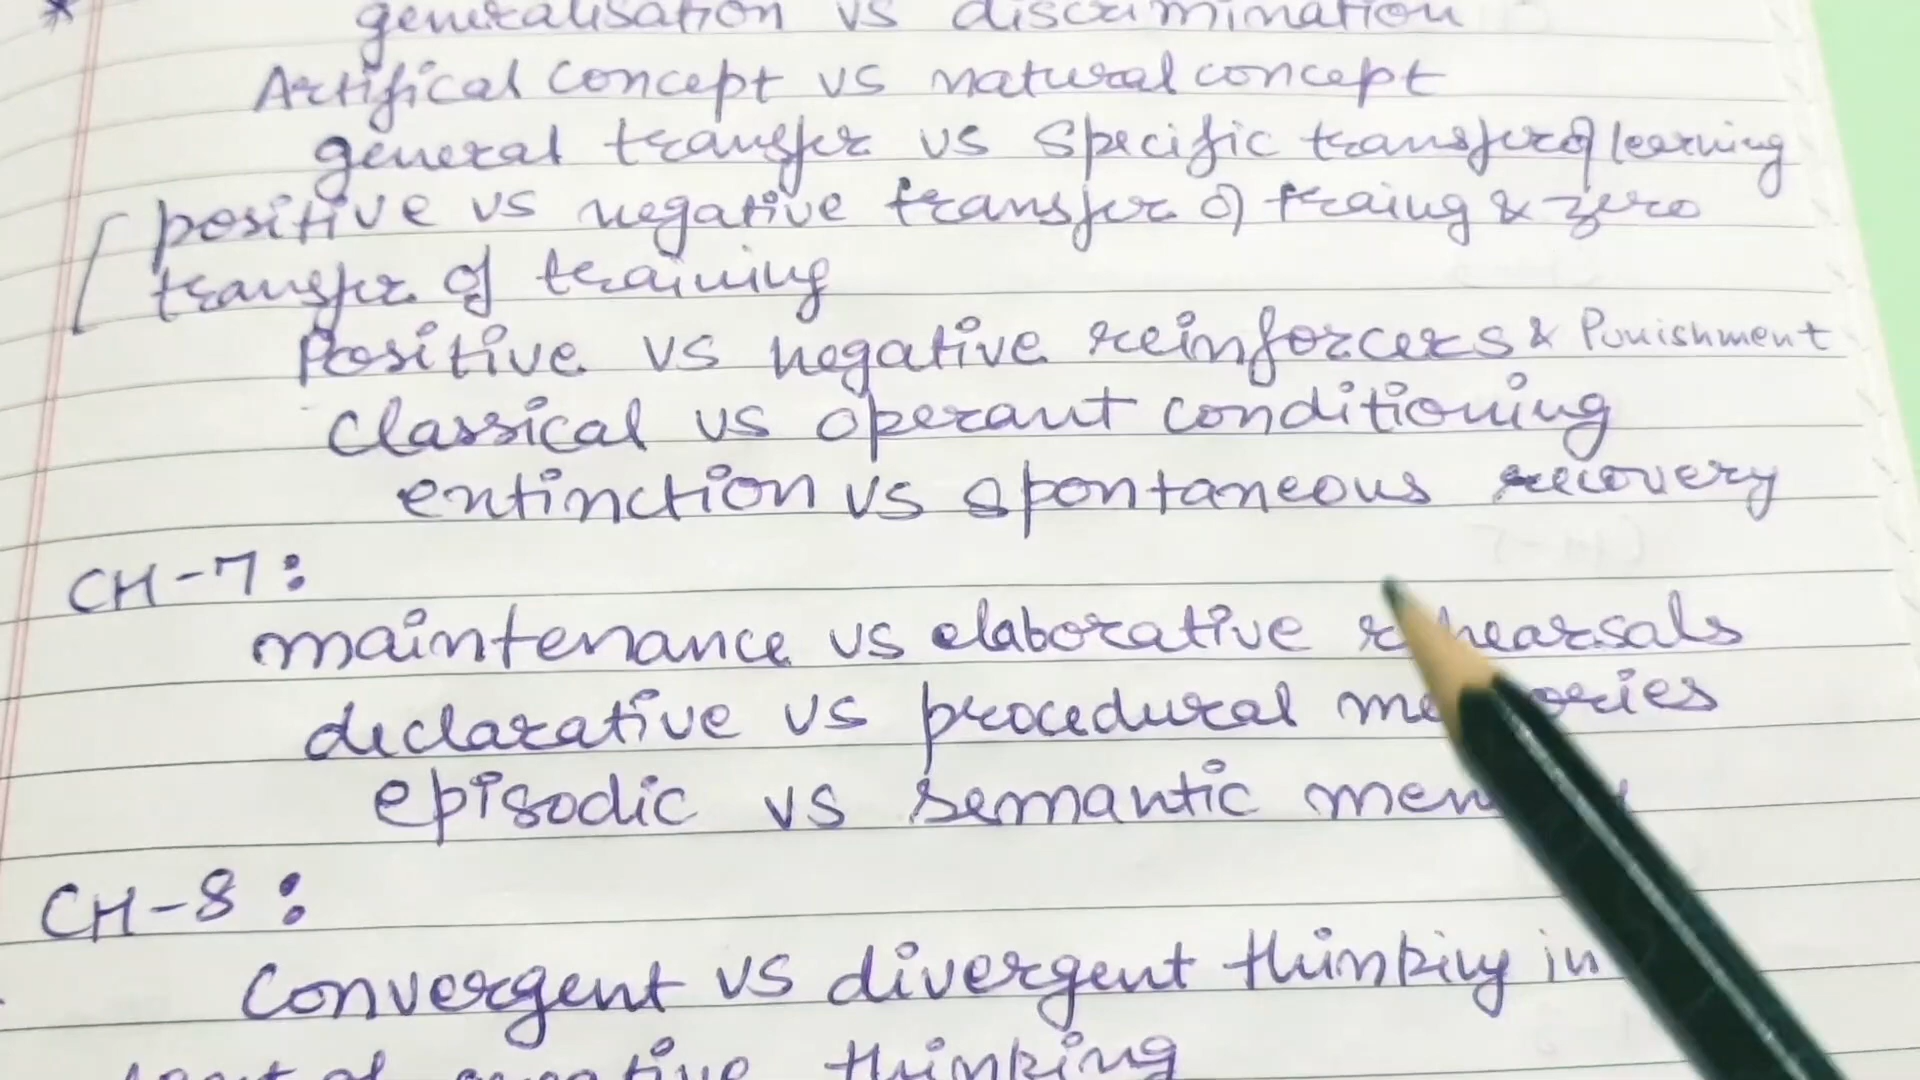 * generalisation vs discrimination
Artifical concept vs natural concept
general transfer vs specific transfer of learning
positive vs negative transfer of traing & zero
transfer of training
Positive vs negative reinforcers & Punishment
classical vs operant conditioning
extinction vs spontaneous recovery
CH-7:
maintenance vs elaborative rehearsals
declarative vs procedural memories
episodic vs semantic
CH-8:
Convergent vs divergent thinking in
thinking